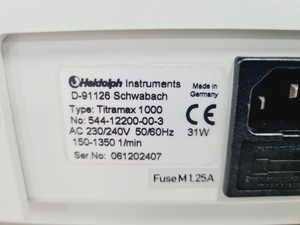 Heidolph Instruments
D-91126 Schwabach
Made in
Germany
Type: Titramax 1000
No: 544-12200-00-3
AC 230/240V 50/60Hz
31W
150-1350 1/min
Ser.No: 061202407
Fuse M 1,25A